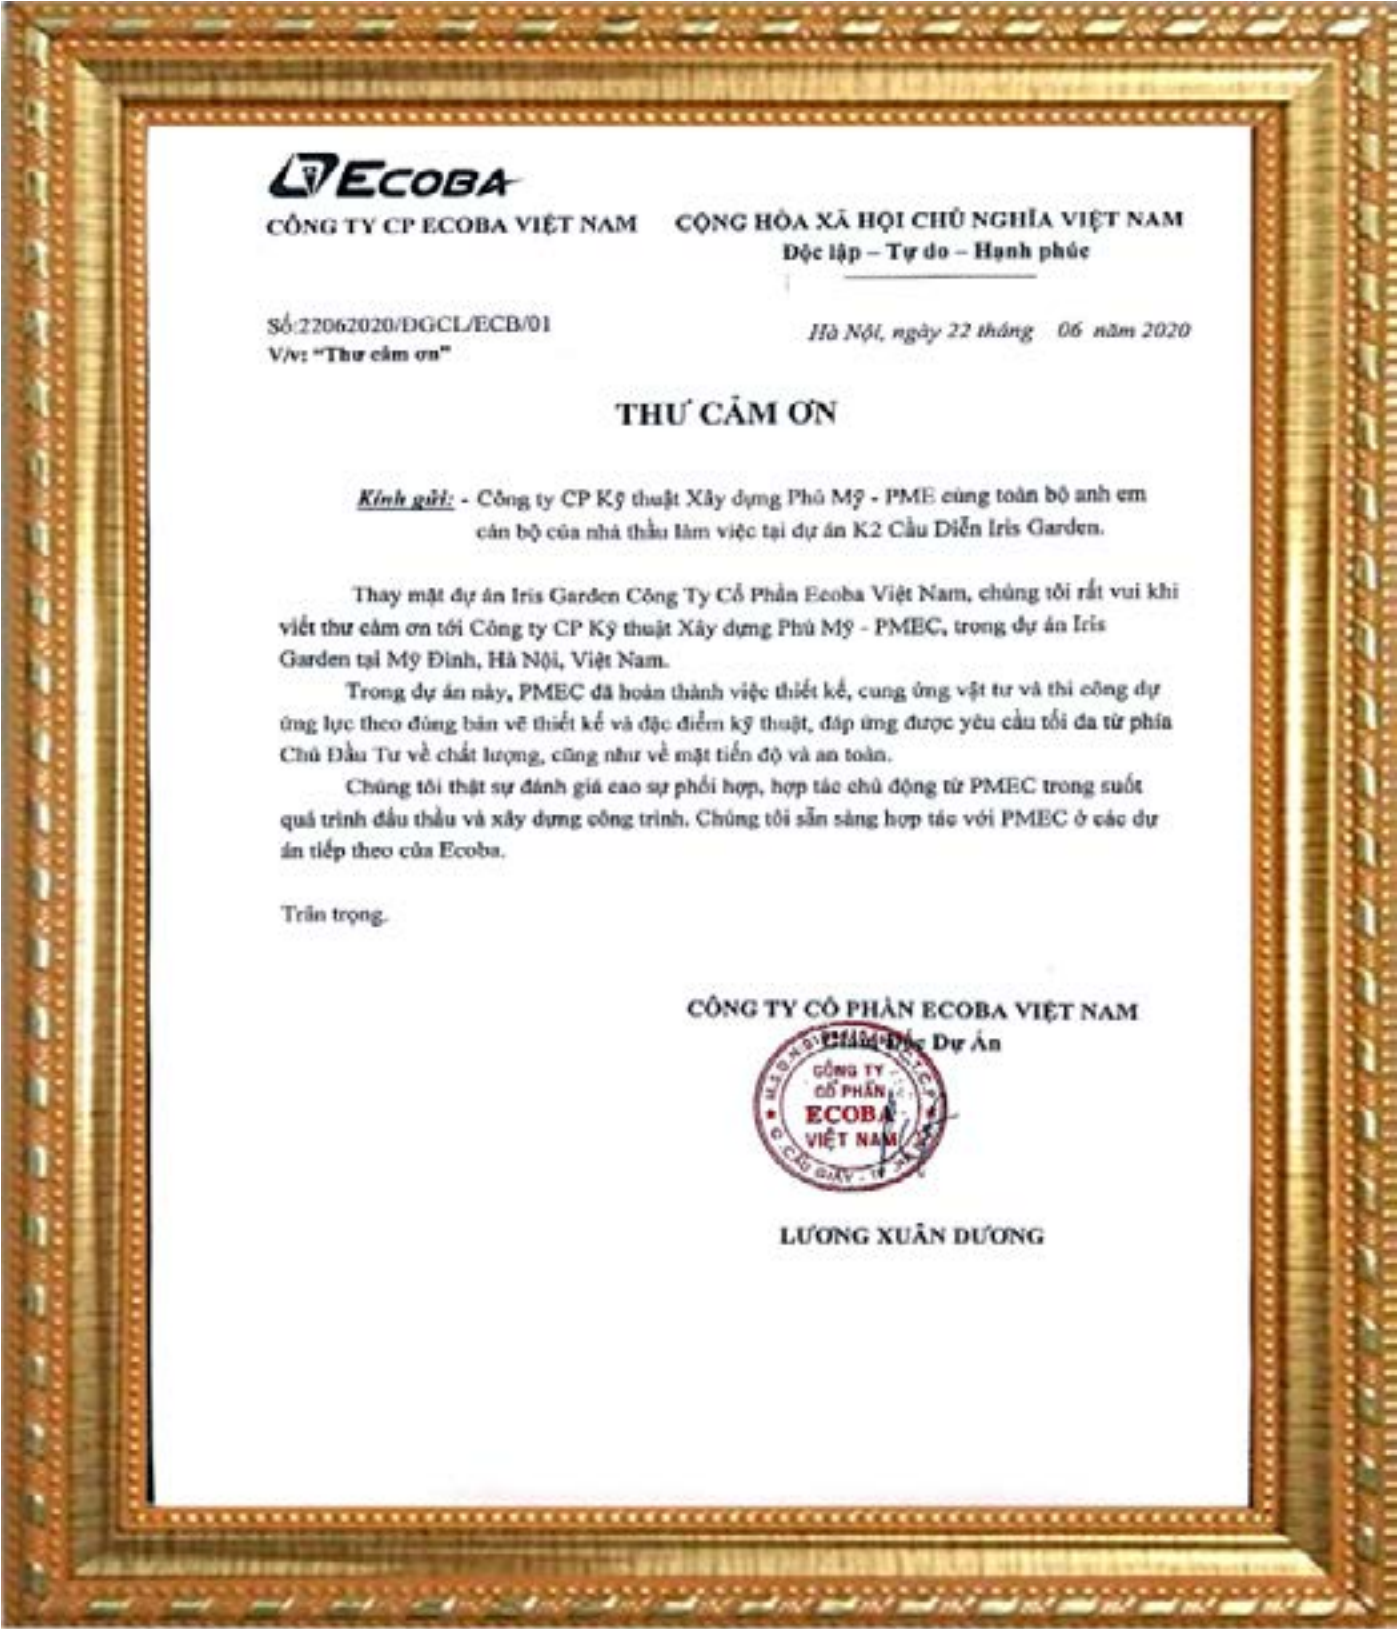 ECOBA
CÔNG TY CP ECOBA VIỆT NAM
CỘNG HÒA XÃ HỘI CHỦ NGHĨA VIỆT NAM
Độc lập – Tự do – Hạnh phúc
Số:22062020/ĐGCL/ECB/01
V/v: “Thư cảm ơn”
Hà Nội, ngày 22 tháng 06 năm 2020
THƯ CẢM ƠN
Kính gửi: - Công ty CP Kỹ thuật Xây dựng Phú Mỹ - PME cùng toàn bộ anh em
cán bộ của nhà thầu làm việc tại dự án K2 Cầu Diễn Iris Garden.
Thay mặt dự án Iris Garden Công Ty Cổ Phần Ecoba Việt Nam, chúng tôi rất vui khi
viết thư cảm ơn tới Công ty CP Kỹ thuật Xây dựng Phú Mỹ - PMEC, trong dự án Iris
Garden tại Mỹ Đình, Hà Nội, Việt Nam.
Trong dự án này, PMEC đã hoàn thành việc thiết kế, cung ứng vật tư và thi công dự
ứng lực theo đúng bản vẽ thiết kế và đặc điểm kỹ thuật, đáp ứng được yêu cầu tối đa từ phía
Chủ Đầu Tư về chất lượng, cũng như về mặt tiến độ và an toàn.
Chúng tôi thật sự đánh giá cao sự phối hợp, hợp tác chủ động từ PMEC trong suốt
quá trình đấu thầu và xây dựng công trình. Chúng tôi sẵn sàng hợp tác với PMEC ở các dự
án tiếp theo của Ecoba.
Trân trọng.
CÔNG TY CỔ PHẦN ECOBA VIỆT NAM
Giám Đốc Dự Án
CÔNG TY
CỔ PHẦN
ECOBA
VIỆT NAM
Q. CẦU GIẤY - TP. HÀ NỘI
LƯƠNG XUÂN DƯƠNG